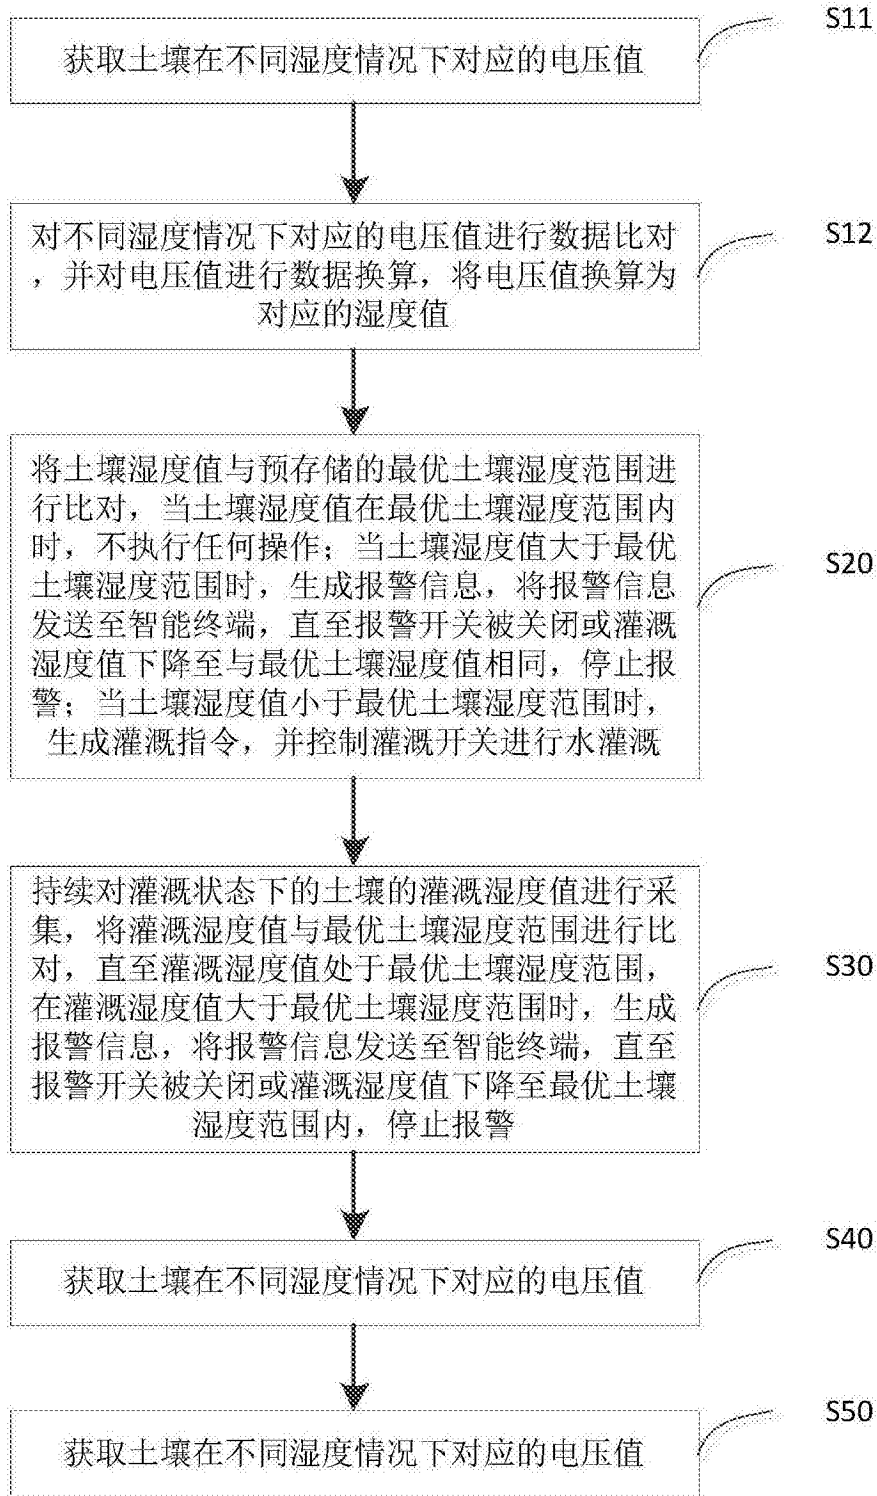 S11
获取土壤在不同湿度情况下对应的电压值
S12
对不同湿度情况下对应的电压值进行数据比对
，并对电压值进行数据换算，将电压值换算为
对应的湿度值
将土壤湿度值与预存储的最优土壤湿度范围进
行比对，当土壤湿度值在最优土壤湿度范围内
时，不执行任何操作；当土壤湿度值大于最优
土壤湿度范围时，生成报警信息，将报警信息
发送至智能终端，直至报警开关被关闭或灌溉
湿度值下降至与最优土壤湿度值相同，停止报
警；当土壤湿度值小于最优土壤湿度范围时，
生成灌溉指令，并控制灌溉开关进行水灌溉
S20
持续对灌溉状态下的土壤的灌溉湿度值进行采
集，将灌溉湿度值与最优土壤湿度范围进行比
对，直至灌溉湿度值处于最优土壤湿度范围，
在灌溉湿度值大于最优土壤湿度范围时，生成
报警信息，将报警信息发送至智能终端，直至
报警开关被关闭或灌溉湿度值下降至最优土壤
湿度范围内，停止报警
S30
S40
获取土壤在不同湿度情况下对应的电压值
S50
获取土壤在不同湿度情况下对应的电压值